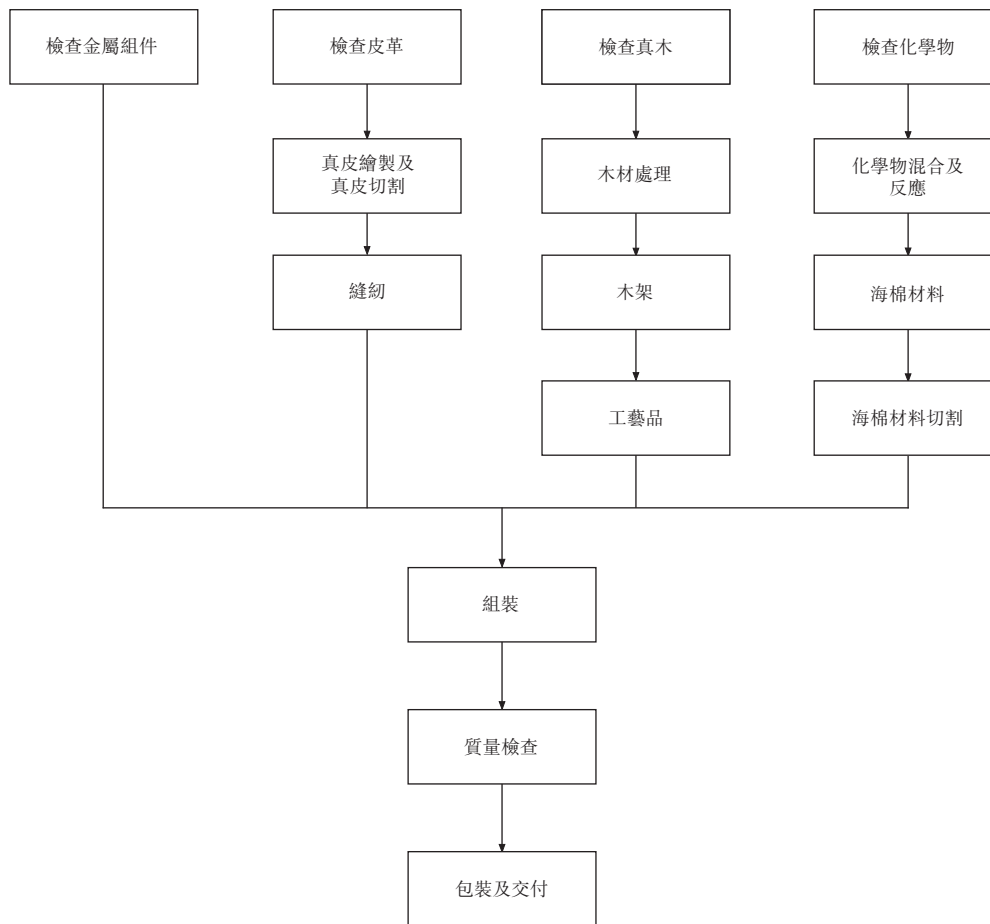 檢查金屬組件
檢查皮革
檢查真木
檢查化學物
真皮繪製及
真皮切割
木材處理
化學物混合及
反應
縫紉
木架
海棉材料
工藝品
海棉材料切割
組裝
質量檢查
包裝及交付